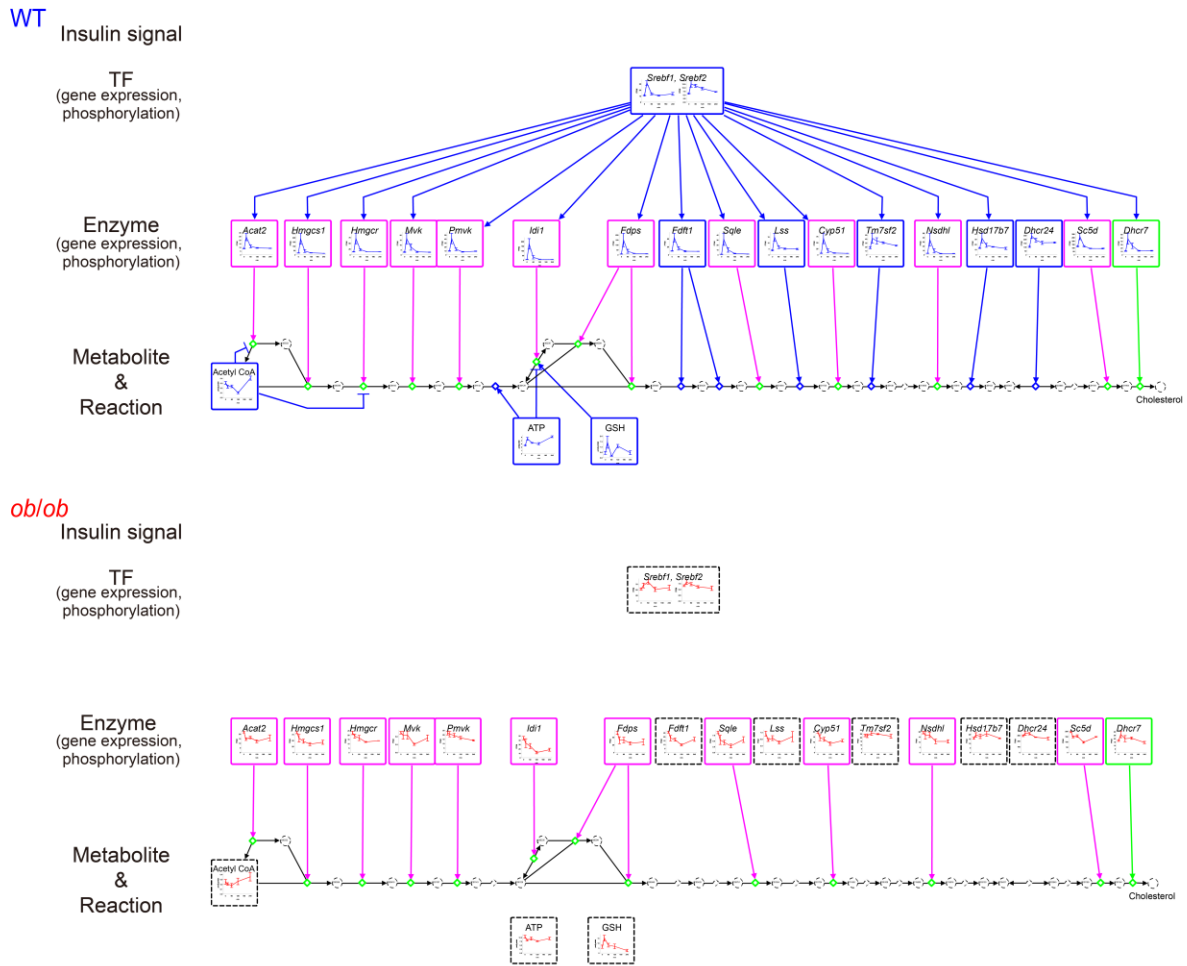 WT
Insulin signal
TF
(gene expression,
phosphorylation)
Srebf1, Srebf2
Enzyme
(gene expression,
phosphorylation)
Acat2
Hmgcs1
Hmgcr
Mvk
Pmvk
Idi1
Fdps
Fdft1
Sqle
Lss
Cyp51
Tm7sf2
Nsdhl
Hsd17b7
Dhcr24
Sc5d
Dhcr7
Metabolite
&
Reaction
Acetyl CoA
Cholesterol
ATP
GSH
ob/ob
Insulin signal
TF
(gene expression,
phosphorylation)
Srebf1, Srebf2
Enzyme
(gene expression,
phosphorylation)
Acat2
Hmgcs1
Hmgcr
Mvk
Pmvk
Idi1
Fdps
Fdft1
Sqle
Lss
Cyp51
Tm7sf2
Nsdhl
Hsd17b7
Dhcr24
Sc5d
Dhcr7
Metabolite
&
Reaction
Acetyl CoA
Cholesterol
ATP
GSH